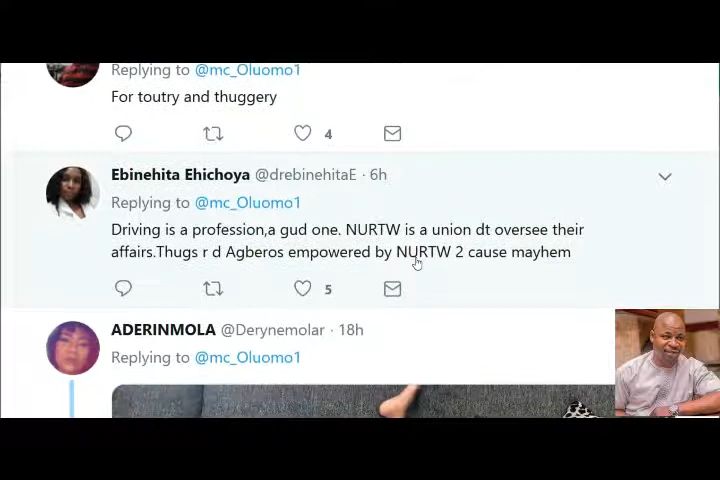 Replying to @mc_Oluomo1
For toutry and thuggery
4
Ebinehita Ehichoya @drebinehitaE · 6h
Replying to @mc_Oluomo1
Driving is a profession,a gud one. NURTW is a union dt oversee their
affairs.Thugs r d Agberos empowered by NURTW 2 cause mayhem
5
ADERINMOLA @Derynemolar · 18h
Replying to @mc_Oluomo1